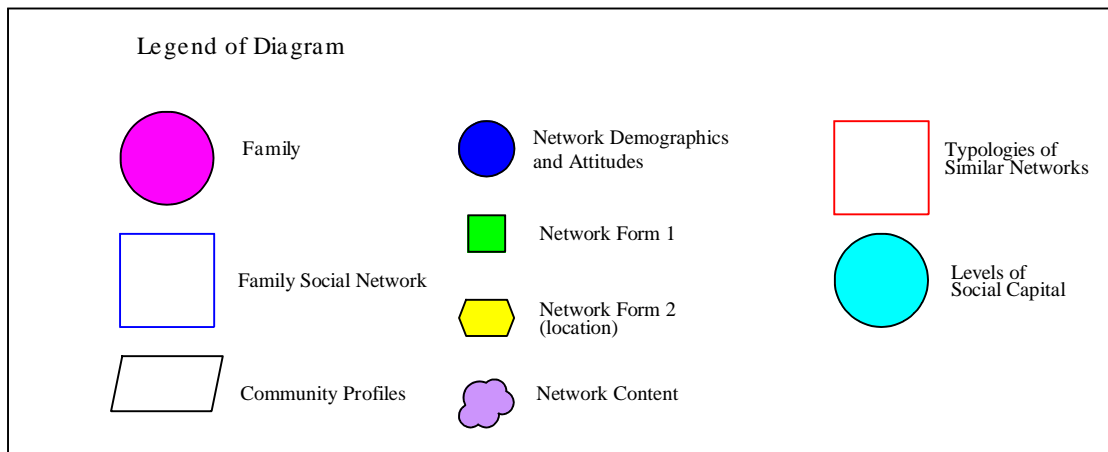 Legend of Diagram
Family
Family Social Network
Community Profiles
Network Demographics
and Attitudes
Network Form 1
Network Form 2
(location)
Network Content
Typologies of
Similar Networks
Levels of
Social Capital